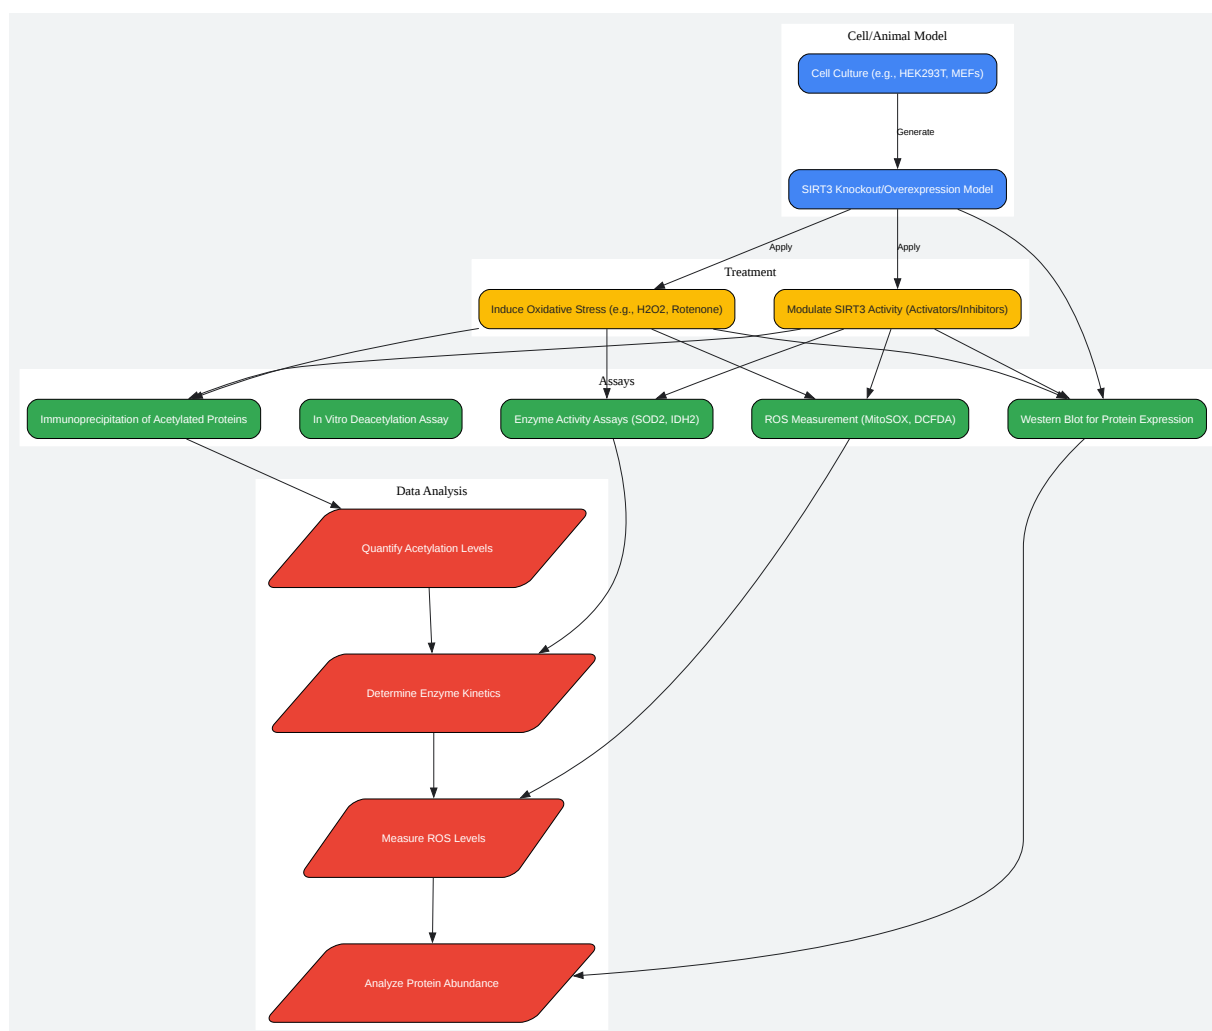 Cell/Animal Model
Cell Culture (e.g., HEK293T, MEFs)
Generate
SIRT3 Knockout/Overexpression Model
Apply
Apply
Treatment
Induce Oxidative Stress (e.g., H2O2, Rotenone)
Modulate SIRT3 Activity (Activators/Inhibitors)
Assays
Immunoprecipitation of Acetylated Proteins
In Vitro Deacetylation Assay
Enzyme Activity Assays (SOD2, IDH2)
ROS Measurement (MitoSOX, DCFDA)
Western Blot for Protein Expression
Data Analysis
Quantify Acetylation Levels
Determine Enzyme Kinetics
Measure ROS Levels
Analyze Protein Abundance